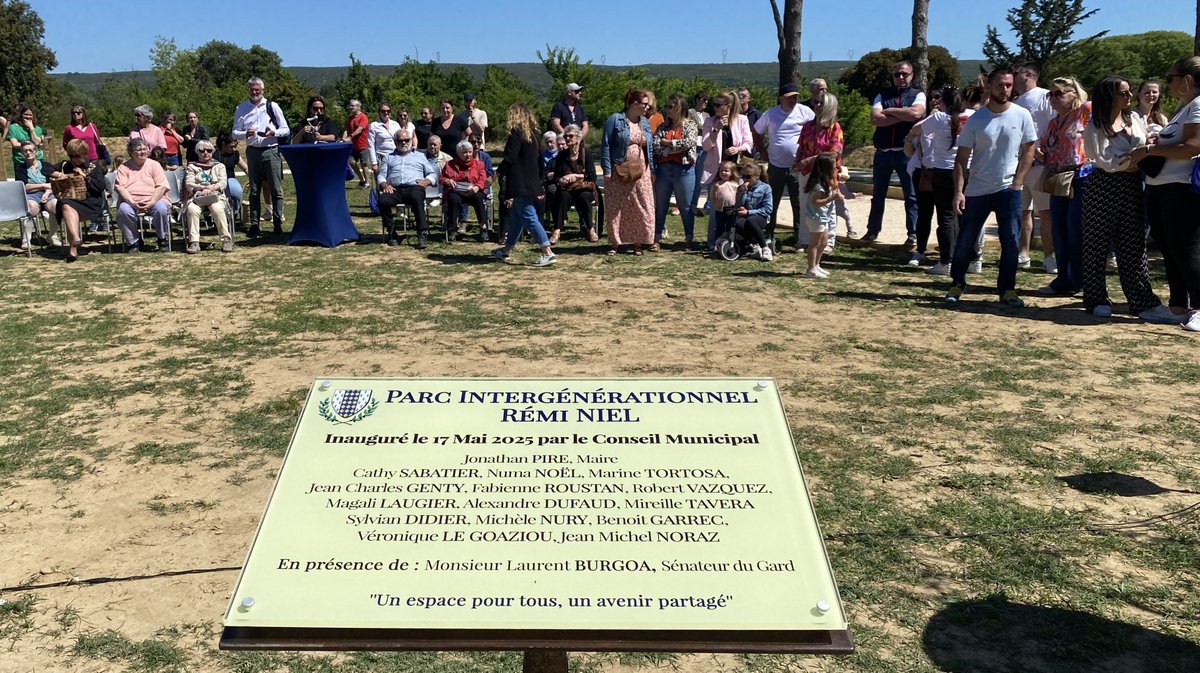 PARC INTERGÉNÉRATIONNEL
RÉMI NIEL
Inauguré le 17 Mai 2025 par le Conseil Municipal
Jonathan PIRE, Maire
Cathy SABATIER, Numa NOËL, Marine TORTOSA,
Jean Charles GENTY, Fabienne ROUSTAN, Robert VAZQUEZ,
Magali LAUGIER, Alexandre DUFAUD, Mireille TAVERA
Sylvian DIDIER, Michèle NURY, Benoit GARREC,
Véronique LE GOAZIOU, Jean Michel NORAZ
En présence de : Monsieur Laurent BURGOA, Sénateur du Gard
"Un espace pour tous, un avenir partagé"